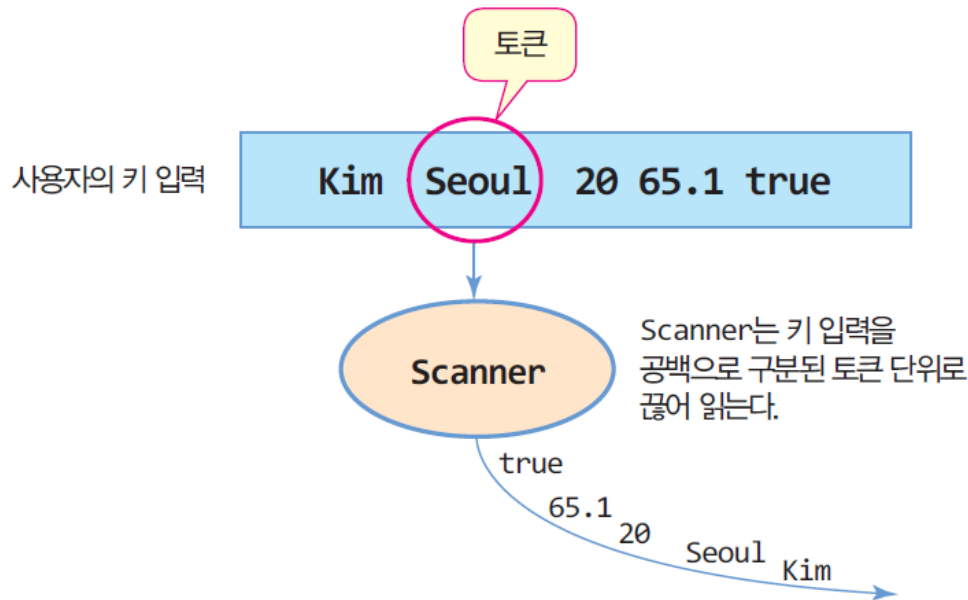 토큰
사용자의 키 입력
Kim Seoul 20 65.1 true
Scanner
Scanner는 키 입력을
공백으로 구분된 토큰 단위로
끊어 읽는다.
true
65.1
20
Seoul
Kim